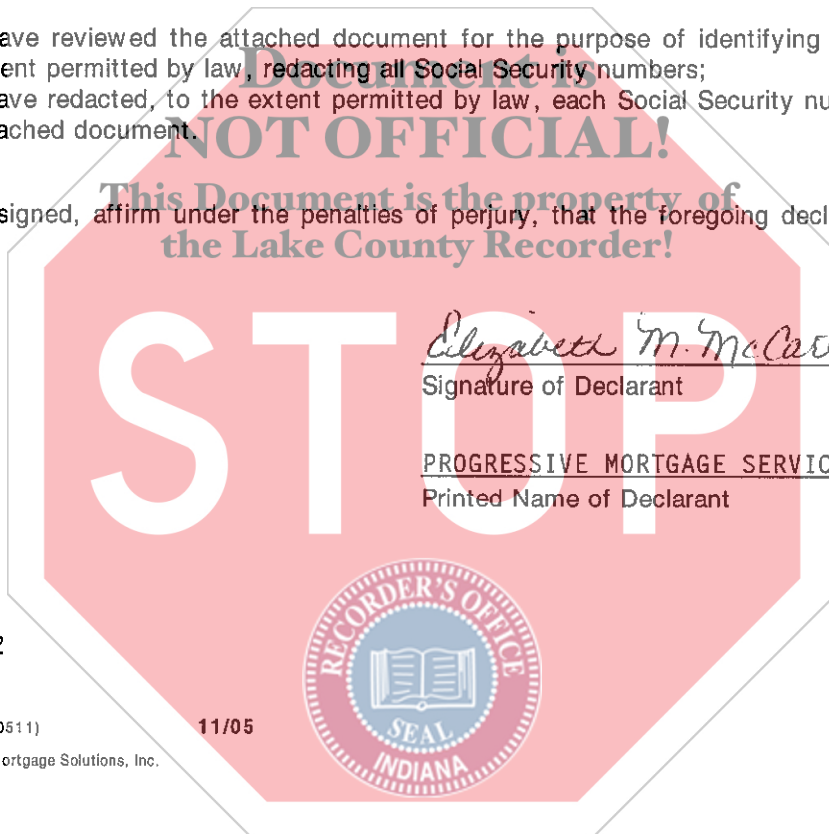 ave reviewed the attached document for the purpose of identifying
Document is
ent permitted by law, redacting all Social Security numbers;
ave redacted, to the extent permitted by law, each Social Security nu
NOT OFFICIAL!
ached document.
This Document is the property of
signed, affirm under the penalties of perjury, that the foregoing decl
the Lake County Recorder!
STOP
Elizabeth M. McCar
Signature of Declarant
PROGRESSIVE MORTGAGE SERVIC
Printed Name of Declarant
RECORDER'S OFFICE
SEAL
INDIANA
2
0511)
11/05
ortgage Solutions, Inc.